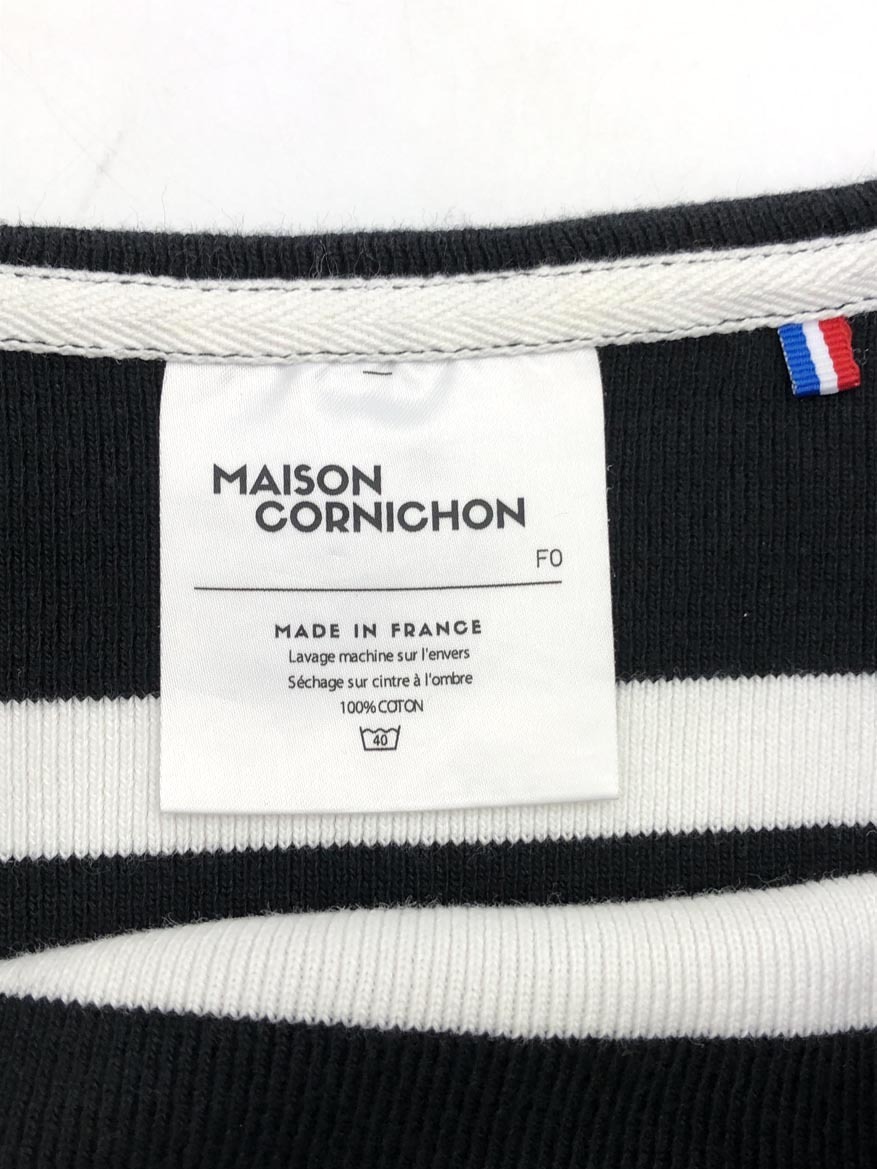 MAISON
CORNICHON
F0
MADE IN FRANCE
Lavage machine sur l'envers
Séchage sur cintre à l'ombre
100% COTON
40